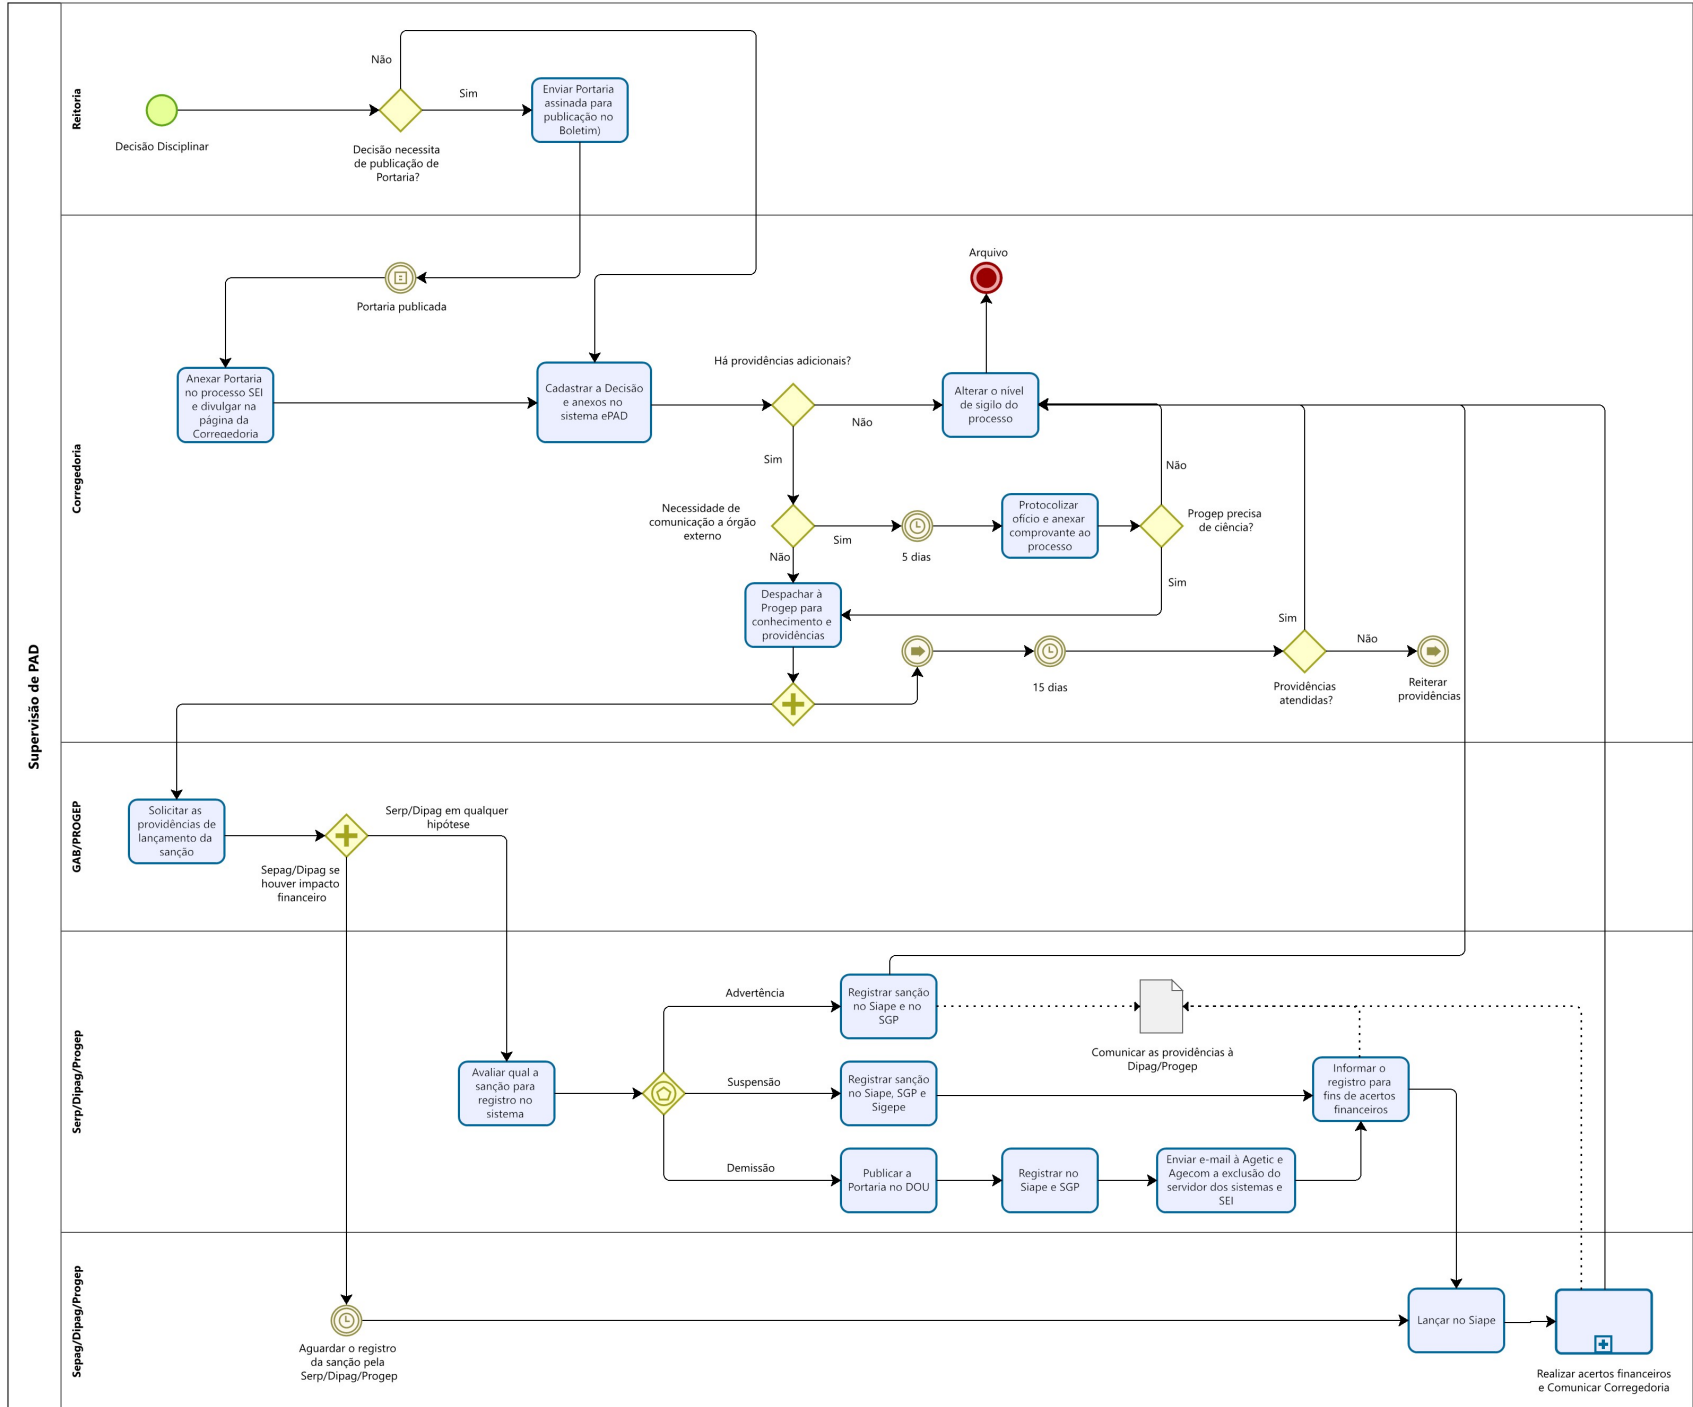 Supervisão de PAD
Reitoria
Não
Sim
Decisão Disciplinar
Decisão necessita
de publicação de
Portaria?
Enviar Portaria
assinada para
publicação no
Boletim)
Corregedoria
Portaria publicada
Arquivo
Anexar Portaria
no processo SEI
e divulgar na
página da
Corregedoria
Cadastrar a Decisão
e anexos no
sistema ePAD
Há providências adicionais?
Não
Sim
Alterar o nível
de sigilo do
processo
Necessidade de
comunicação a órgão
externo
Sim
Não
5 dias
Protocolizar
ofício e anexar
comprovante ao
processo
Não
Progep precisa
de ciência?
Sim
Despachar à
Progep para
conhecimento e
providências
15 dias
Sim
Providências
atendidas?
Não
Reiterar
providências
GAB/PROGEP
Solicitar as
providências de
lançamento da
sanção
Serp/Dipag em qualquer
hipótese
Sepag/Dipag se
houver impacto
financeiro
Serp/Dipag/Progep
Avaliar qual a
sanção para
registro no
sistema
Advertência
Registrar sanção
no Siape e no
SGP
Comunicar as providências à
Dipag/Progep
Suspensão
Registrar sanção
no Siape, SGP e
Sigepe
Informar o
registro para
fins de acertos
financeiros
Demissão
Publicar a
Portaria no DOU
Registrar no
Siape e SGP
Enviar e-mail à Agetic e
Agecom a exclusão do
servidor dos sistemas e
SEI
Sepag/Dipag/Progep
Aguardar o registro
da sanção pela
Serp/Dipag/Progep
Lançar no Siape
Realizar acertos financeiros
e Comunicar Corregedoria